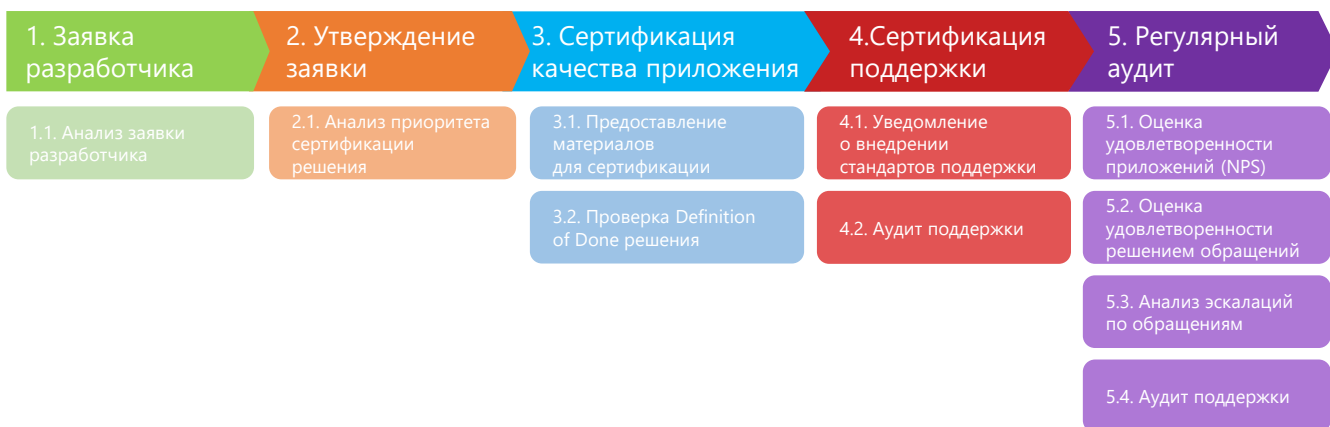 1. Заявка
разработчика
2. Утверждение
заявки
3. Сертификация
качества приложения
4.Сертификация
поддержки
5. Регулярный
аудит
1.1. Анализ заявки
разработчика
2.1. Анализ приоритета
сертификации
решения
3.1. Предоставление
материалов
для сертификации
3.2. Проверка Definition
of Done решения
4.1. Уведомление
о внедрении
стандартов поддержки
4.2. Аудит поддержки
5.1. Оценка
удовлетворенности
приложений (NPS)
5.2. Оценка
удовлетворенности
решением обращений
5.3. Анализ эскалаций
по обращениям
5.4. Аудит поддержки